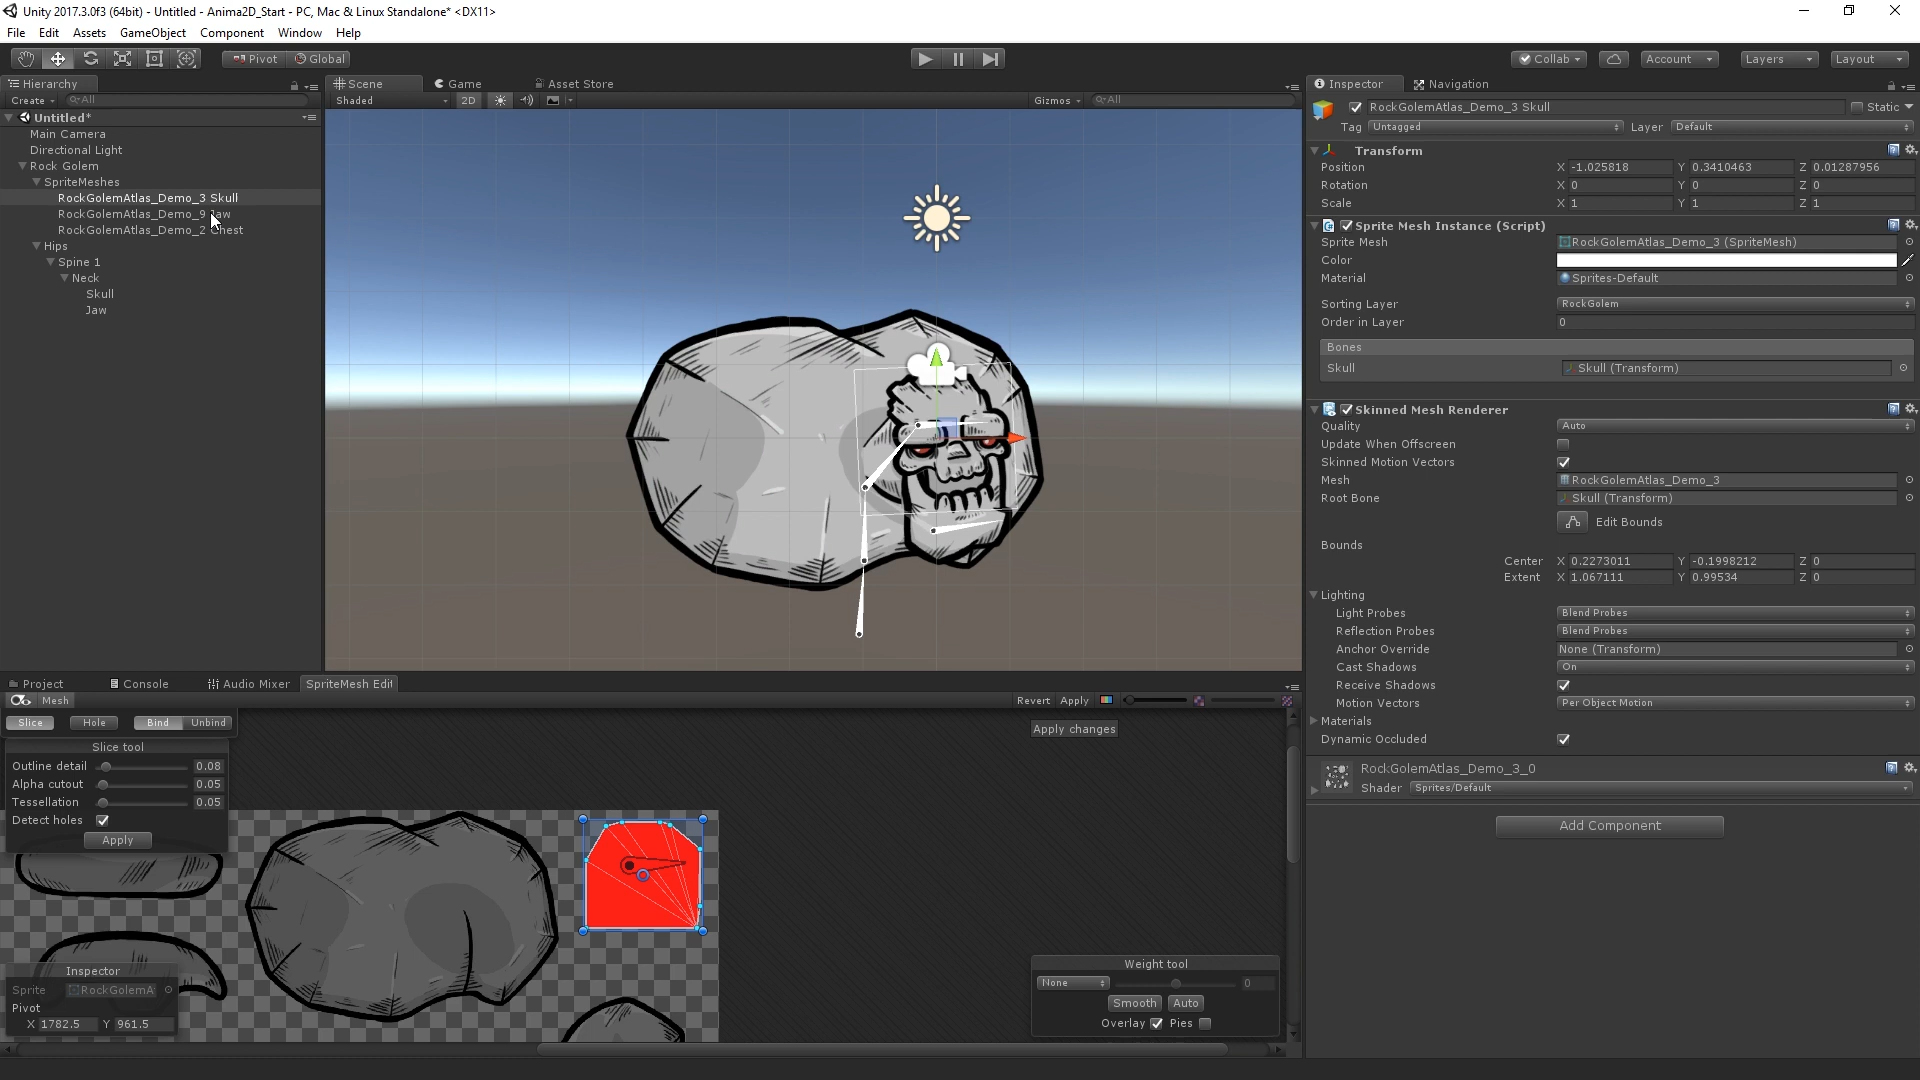 Unity 2017.3.0f3 (64bit) - Untitled - Anima2D_Start - PC, Mac & Linux Standalone* <DX11>
File Edit Assets GameObject Component Window Help
Pivot Global Collab Account Layers Layout
Hierarchy
Create All
Untitled*
Main Camera
Directional Light
Rock Golem
SpriteMeshes
RockGolemAtlas_Demo_3 Skull
RockGolemAtlas_Demo_9 Jaw
RockGolemAtlas_Demo_2 Chest
Hips
Spine 1
Neck
Skull
Jaw
Scene Game Asset Store
Shaded 2D Gizmos All
Inspector Navigation
RockGolemAtlas_Demo_3 Skull Static
Tag Untagged Layer Default
Transform
Position X -1.025818 Y 0.3410463 Z 0.01287956
Rotation X 0 Y 0 Z 0
Scale X 1 Y 1 Z 1
Sprite Mesh Instance (Script)
Sprite Mesh RockGolemAtlas_Demo_3 (SpriteMesh)
Color
Material Sprites-Default
Sorting Layer RockGolem
Order in Layer 0
Bones
Skull Skull (Transform)
Skinned Mesh Renderer
Quality Auto
Update When Offscreen
Skinned Motion Vectors
Mesh RockGolemAtlas_Demo_3
Root Bone Skull (Transform)
Edit Bounds
Bounds
Center X 0.2273011 Y -0.1998212 Z 0
Extent X 1.067111 Y 0.99534 Z 0
Lighting
Light Probes Blend Probes
Reflection Probes Blend Probes
Anchor Override None (Transform)
Cast Shadows On
Receive Shadows
Motion Vectors Per Object Motion
Materials
Dynamic Occluded
RockGolemAtlas_Demo_3_0
Shader Sprites/Default
Add Component
Project Console Audio Mixer SpriteMesh Edit
Mesh Revert Apply
Slice Hole Bind Unbind
Apply changes
Slice tool
Outline detail 0.08
Alpha cutout 0.05
Tessellation 0.05
Detect holes
Apply
Inspector
Sprite RockGolemA
Pivot
X 1782.5 Y 961.5
Weight tool
None 0
Smooth Auto
Overlay Pies